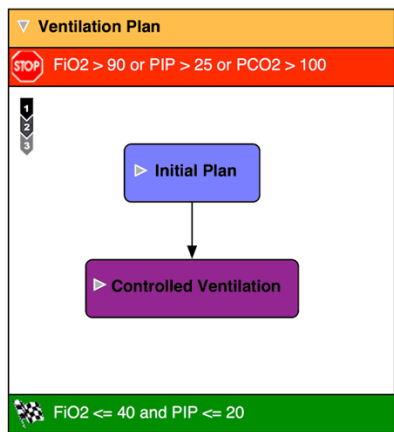 Ventilation Plan
STOP FiO2 > 90 or PIP > 25 or PCO2 > 100
1
2
3
Initial Plan
Controlled Ventilation
FiO2 <= 40 and PIP <= 20